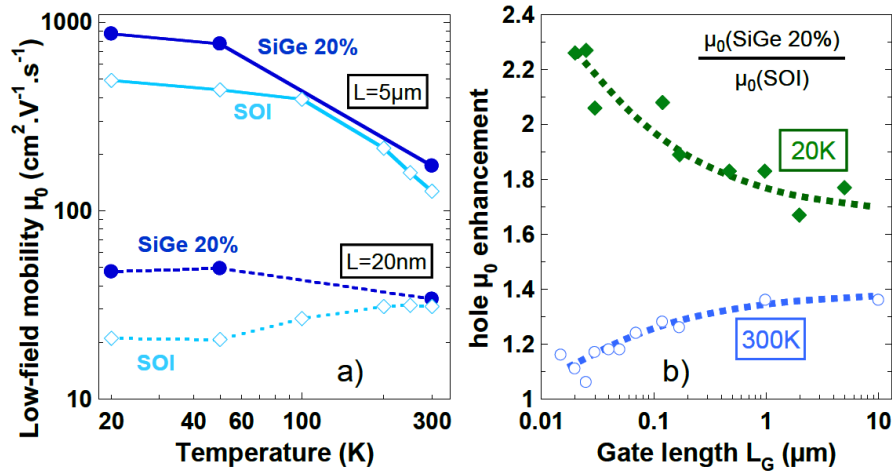 Low-field mobility μ₀ (cm².V⁻¹.s⁻¹)
1000
100
10
SiGe 20%
L=5μm
SOI
SiGe 20%
L=20nm
SOI
a)
20
40
60
100
300
Temperature (K)
hole μ₀ enhancement
2.4
2.2
2.0
1.8
1.6
1.4
1.2
1.0
μ₀(SiGe 20%)
μ₀(SOI)
20K
300K
b)
0.01
0.1
1
10
Gate length L_G (μm)